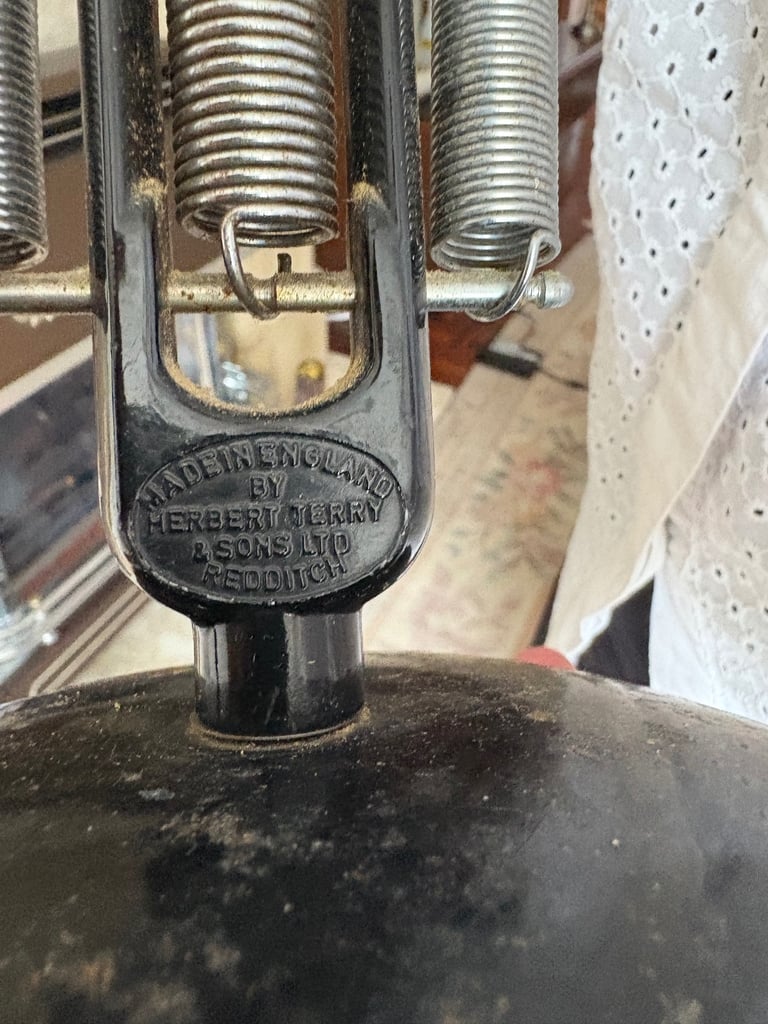 MADE IN ENGLAND
BY
HERBERT TERRY
& SONS LTD
REDDITCH